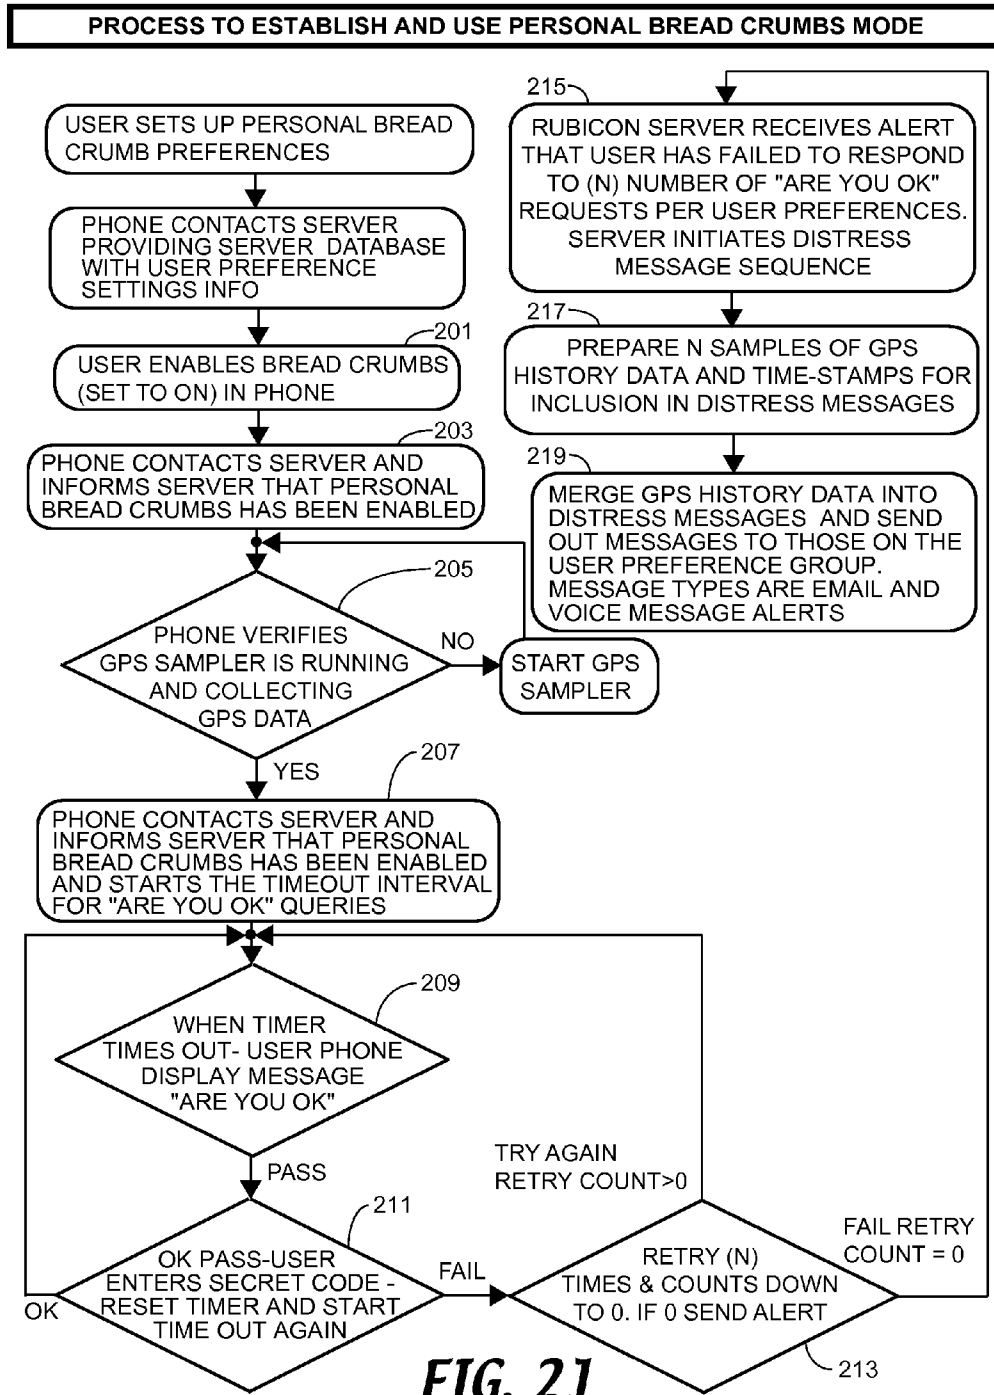 PROCESS TO ESTABLISH AND USE PERSONAL BREAD CRUMBS MODE
USER SETS UP PERSONAL BREAD
CRUMB PREFERENCES
PHONE CONTACTS SERVER
PROVIDING SERVER DATABASE
WITH USER PREFERENCE
SETTINGS INFO
201
USER ENABLES BREAD CRUMBS
(SET TO ON) IN PHONE
203
PHONE CONTACTS SERVER AND
INFORMS SERVER THAT PERSONAL
BREAD CRUMBS HAS BEEN ENABLED
205
PHONE VERIFIES
GPS SAMPLER IS RUNNING
AND COLLECTING
GPS DATA
NO
START GPS
SAMPLER
YES
207
PHONE CONTACTS SERVER AND
INFORMS SERVER THAT PERSONAL
BREAD CRUMBS HAS BEEN ENABLED
AND STARTS THE TIMEOUT INTERVAL
FOR "ARE YOU OK" QUERIES
209
WHEN TIMER
TIMES OUT- USER PHONE
DISPLAY MESSAGE
"ARE YOU OK"
PASS
211
OK PASS-USER
ENTERS SECRET CODE -
RESET TIMER AND START
TIME OUT AGAIN
OK
FAIL
TRY AGAIN
RETRY COUNT>0
RETRY (N)
TIMES & COUNTS DOWN
TO 0. IF 0 SEND ALERT
213
FAIL RETRY
COUNT = 0
215
RUBICON SERVER RECEIVES ALERT
THAT USER HAS FAILED TO RESPOND
TO (N) NUMBER OF "ARE YOU OK"
REQUESTS PER USER PREFERENCES.
SERVER INITIATES DISTRESS
MESSAGE SEQUENCE
217
PREPARE N SAMPLES OF GPS
HISTORY DATA AND TIME-STAMPS FOR
INCLUSION IN DISTRESS MESSAGES
219
MERGE GPS HISTORY DATA INTO
DISTRESS MESSAGES AND SEND
OUT MESSAGES TO THOSE ON THE
USER PREFERENCE GROUP.
MESSAGE TYPES ARE EMAIL AND
VOICE MESSAGE ALERTS
FIG. 21